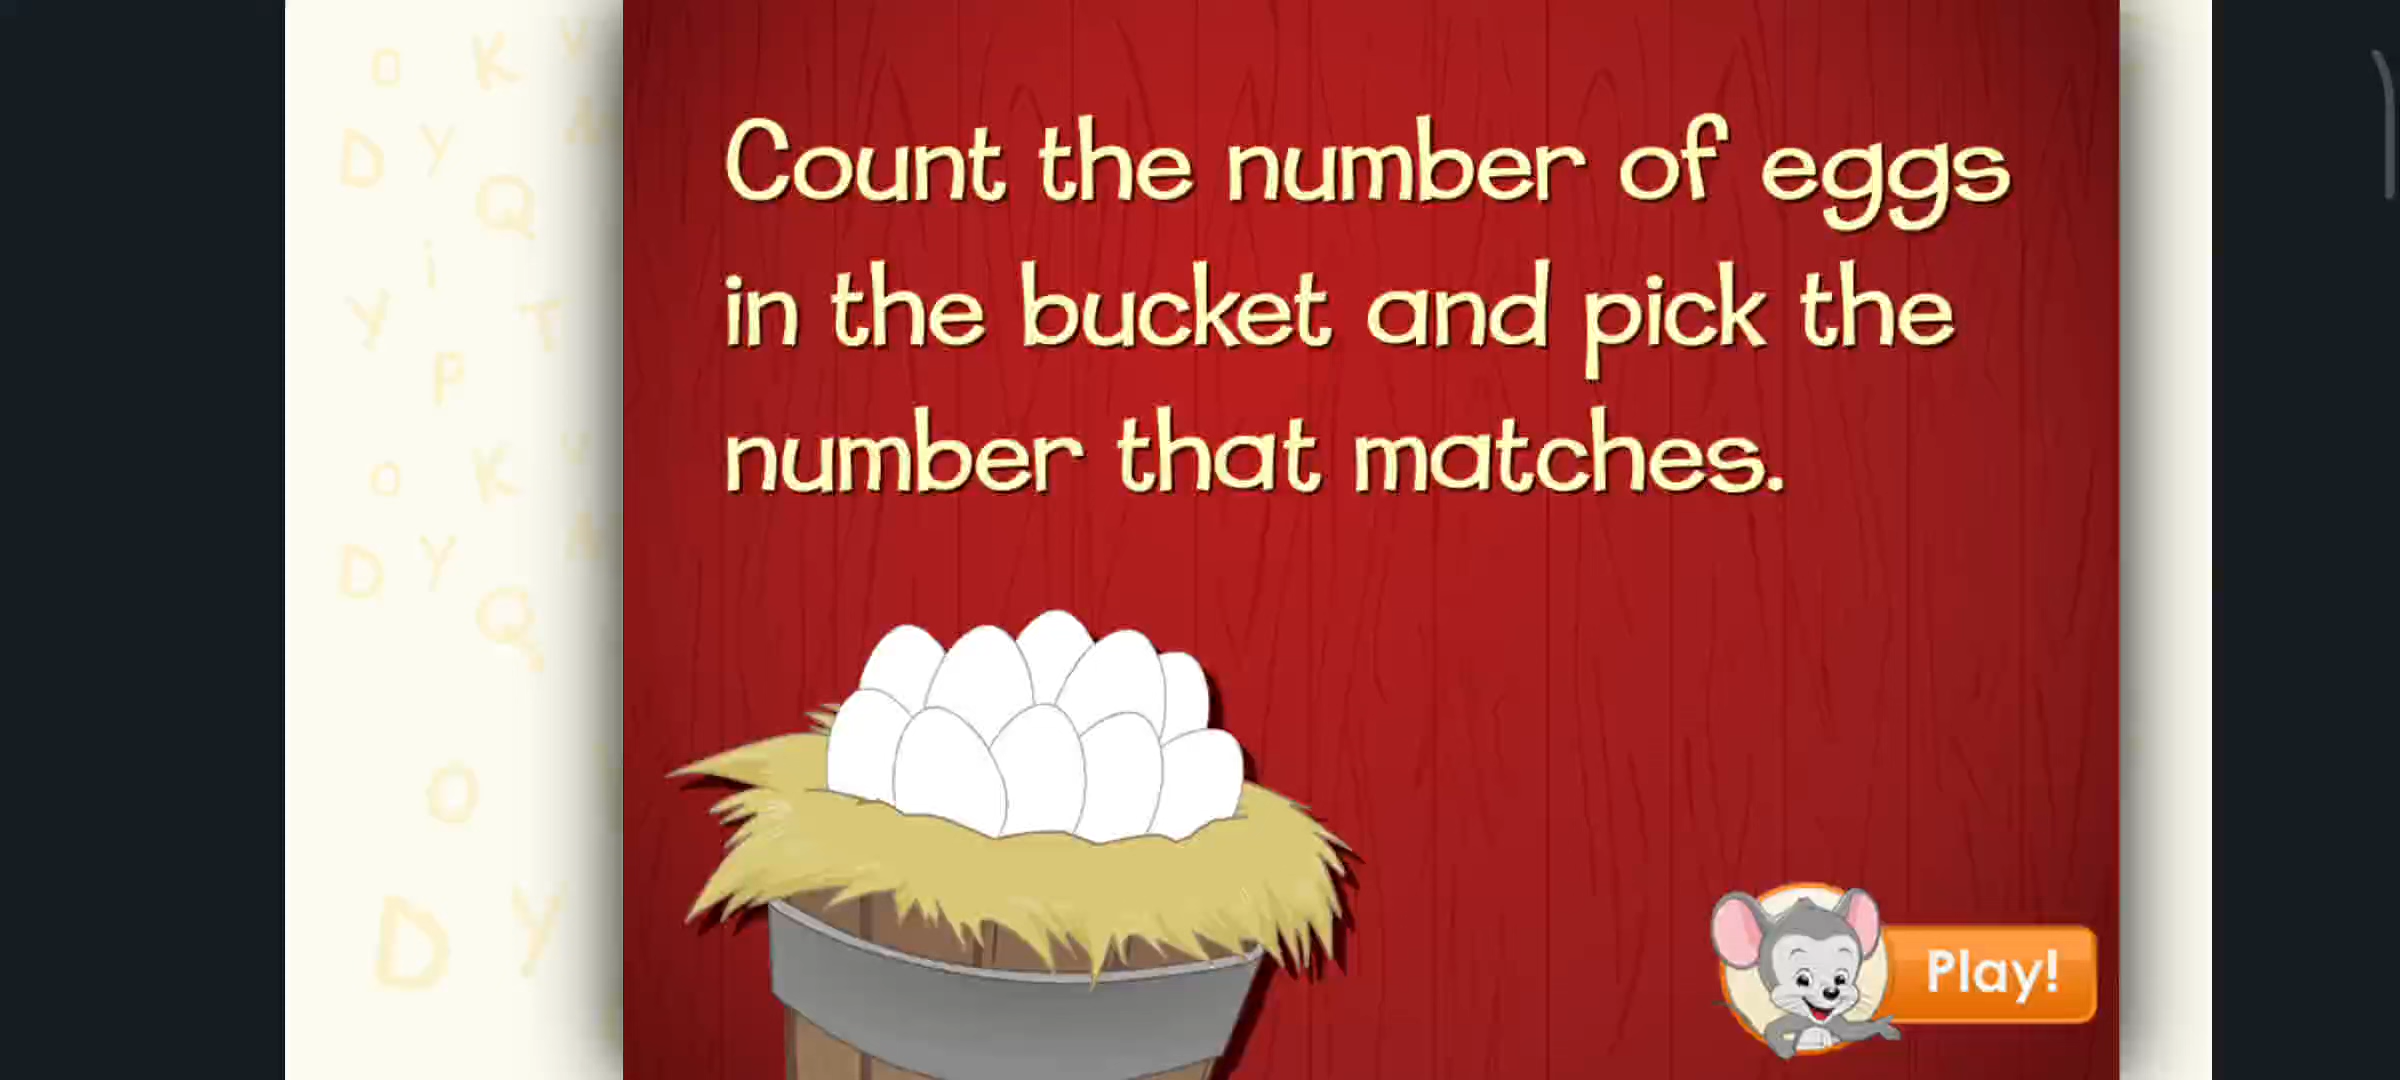 Count the number of eggs
in the bucket and pick the
number that matches.
Play!
O K V
A
D Y
Q
i
Y T
P
O K V
A
D Y
Q
O
D Y